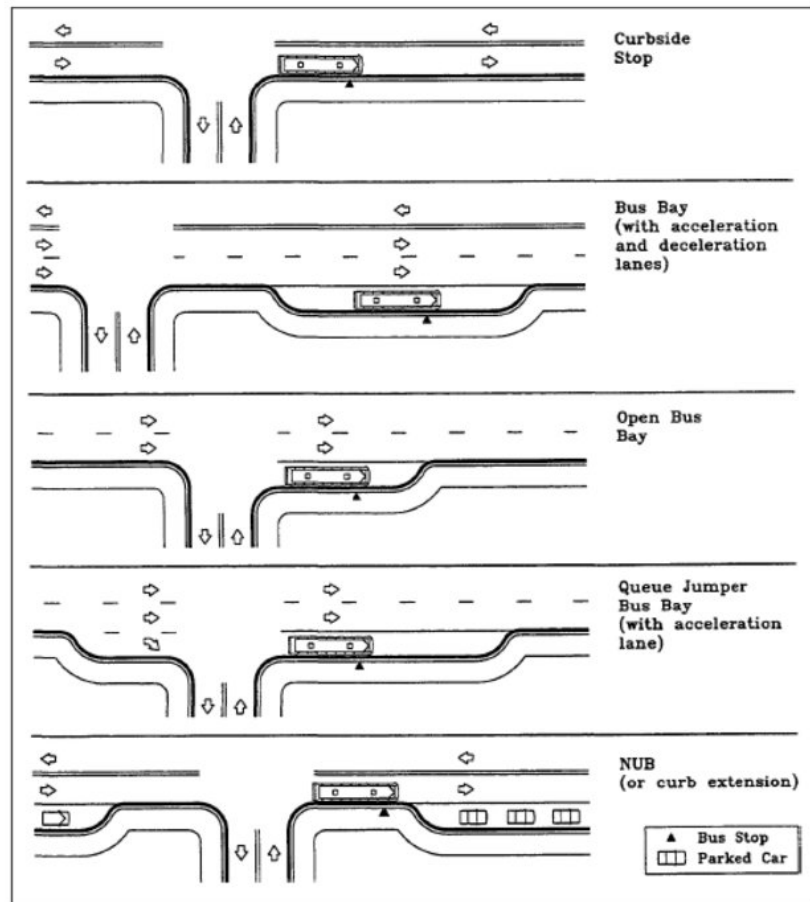 Curbside
Stop
Bus Bay
(with acceleration
and deceleration
lanes)
Open Bus
Bay
Queue Jumper
Bus Bay
(with acceleration
lane)
NUB
(or curb extension)
Bus Stop
Parked Car